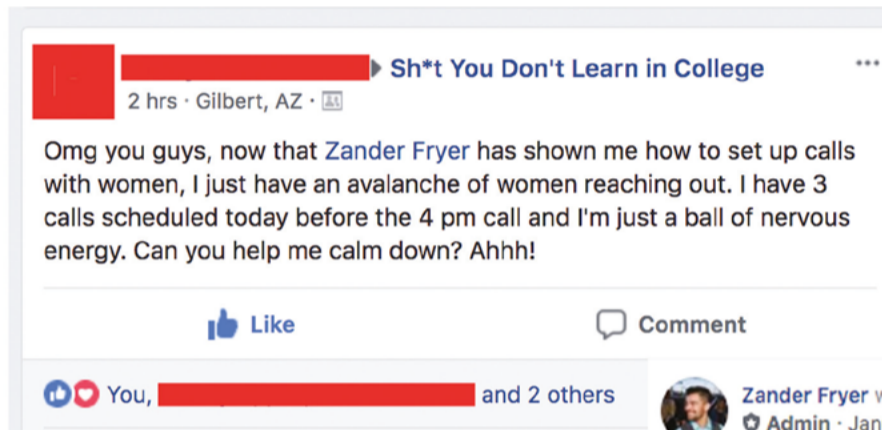 Sh*t You Don't Learn in College
2 hrs · Gilbert, AZ ·
Omg you guys, now that Zander Fryer has shown me how to set up calls
with women, I just have an avalanche of women reaching out. I have 3
calls scheduled today before the 4 pm call and I'm just a ball of nervous
energy. Can you help me calm down? Ahhh!
Like Comment
You, and 2 others
Zander Fryer
Admin · Jan